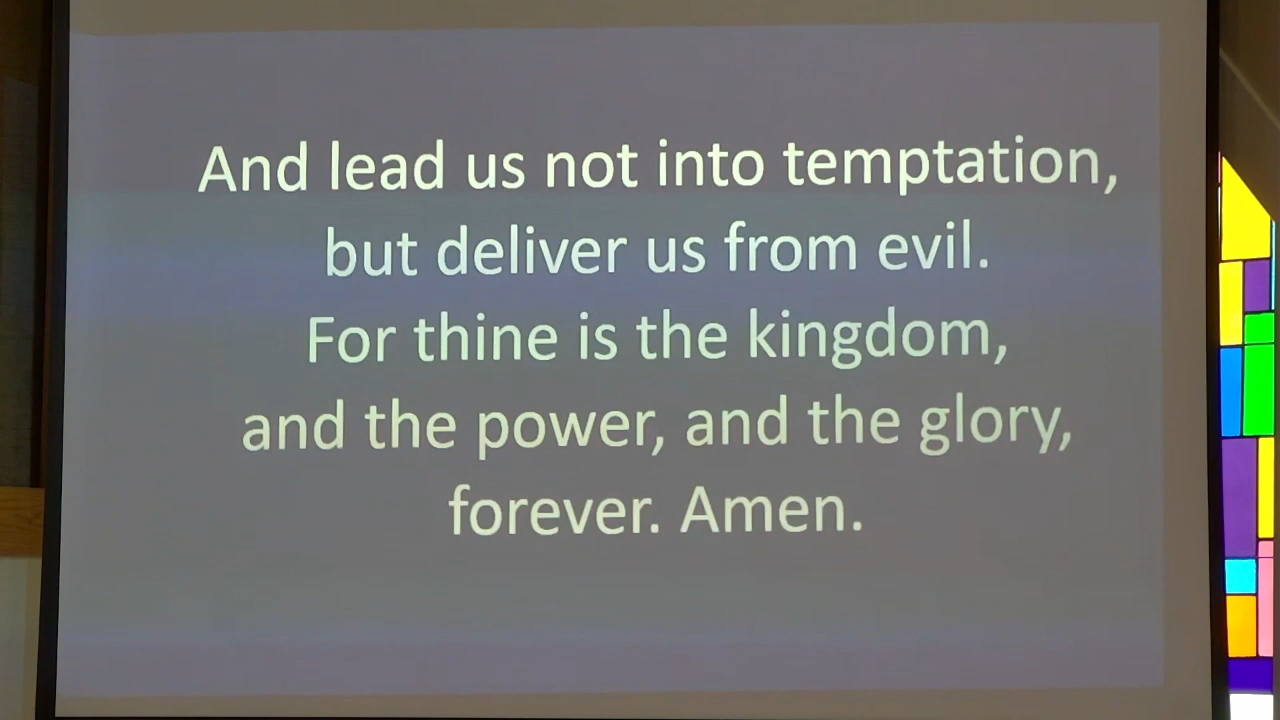 And lead us not into temptation,
but deliver us from evil.
For thine is the kingdom,
and the power, and the glory,
forever. Amen.